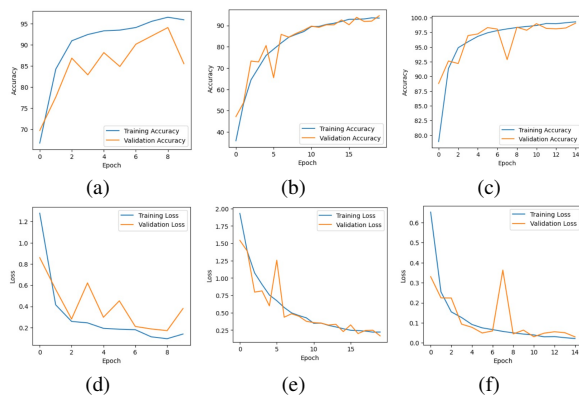 95
90
85
80
75
70
Accuracy
Training Accuracy
Validation Accuracy
0 2 4 6 8
Epoch
(a)
90
80
70
60
50
40
Accuracy
Training Accuracy
Validation Accuracy
0 5 10 15
Epoch
(b)
100.0
97.5
95.0
92.5
90.0
87.5
85.0
82.5
80.0
Accuracy
Training Accuracy
Validation Accuracy
0 2 4 6 8 10 12 14
Epoch
(c)
1.2
1.0
0.8
0.6
0.4
0.2
Loss
Training Loss
Validation Loss
0 2 4 6 8
Epoch
(d)
2.00
1.75
1.50
1.25
1.00
0.75
0.50
0.25
Loss
Training Loss
Validation Loss
0 5 10 15
Epoch
(e)
0.7
0.6
0.5
0.4
0.3
0.2
0.1
0.0
Loss
Training Loss
Validation Loss
0 2 4 6 8 10 12 14
Epoch
(f)